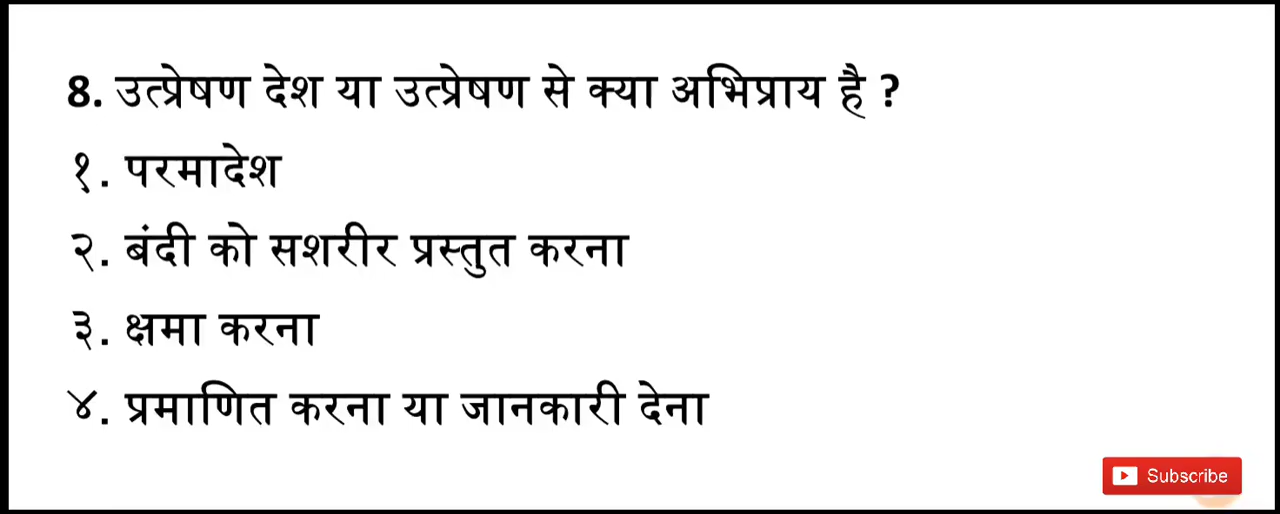 8. उत्प्रेषण देश या उत्प्रेषण से क्या अभिप्राय है ?
१. परमादेश
२. बंदी को सशरीर प्रस्तुत करना
३. क्षमा करना
४. प्रमाणित करना या जानकारी देना
Subscribe